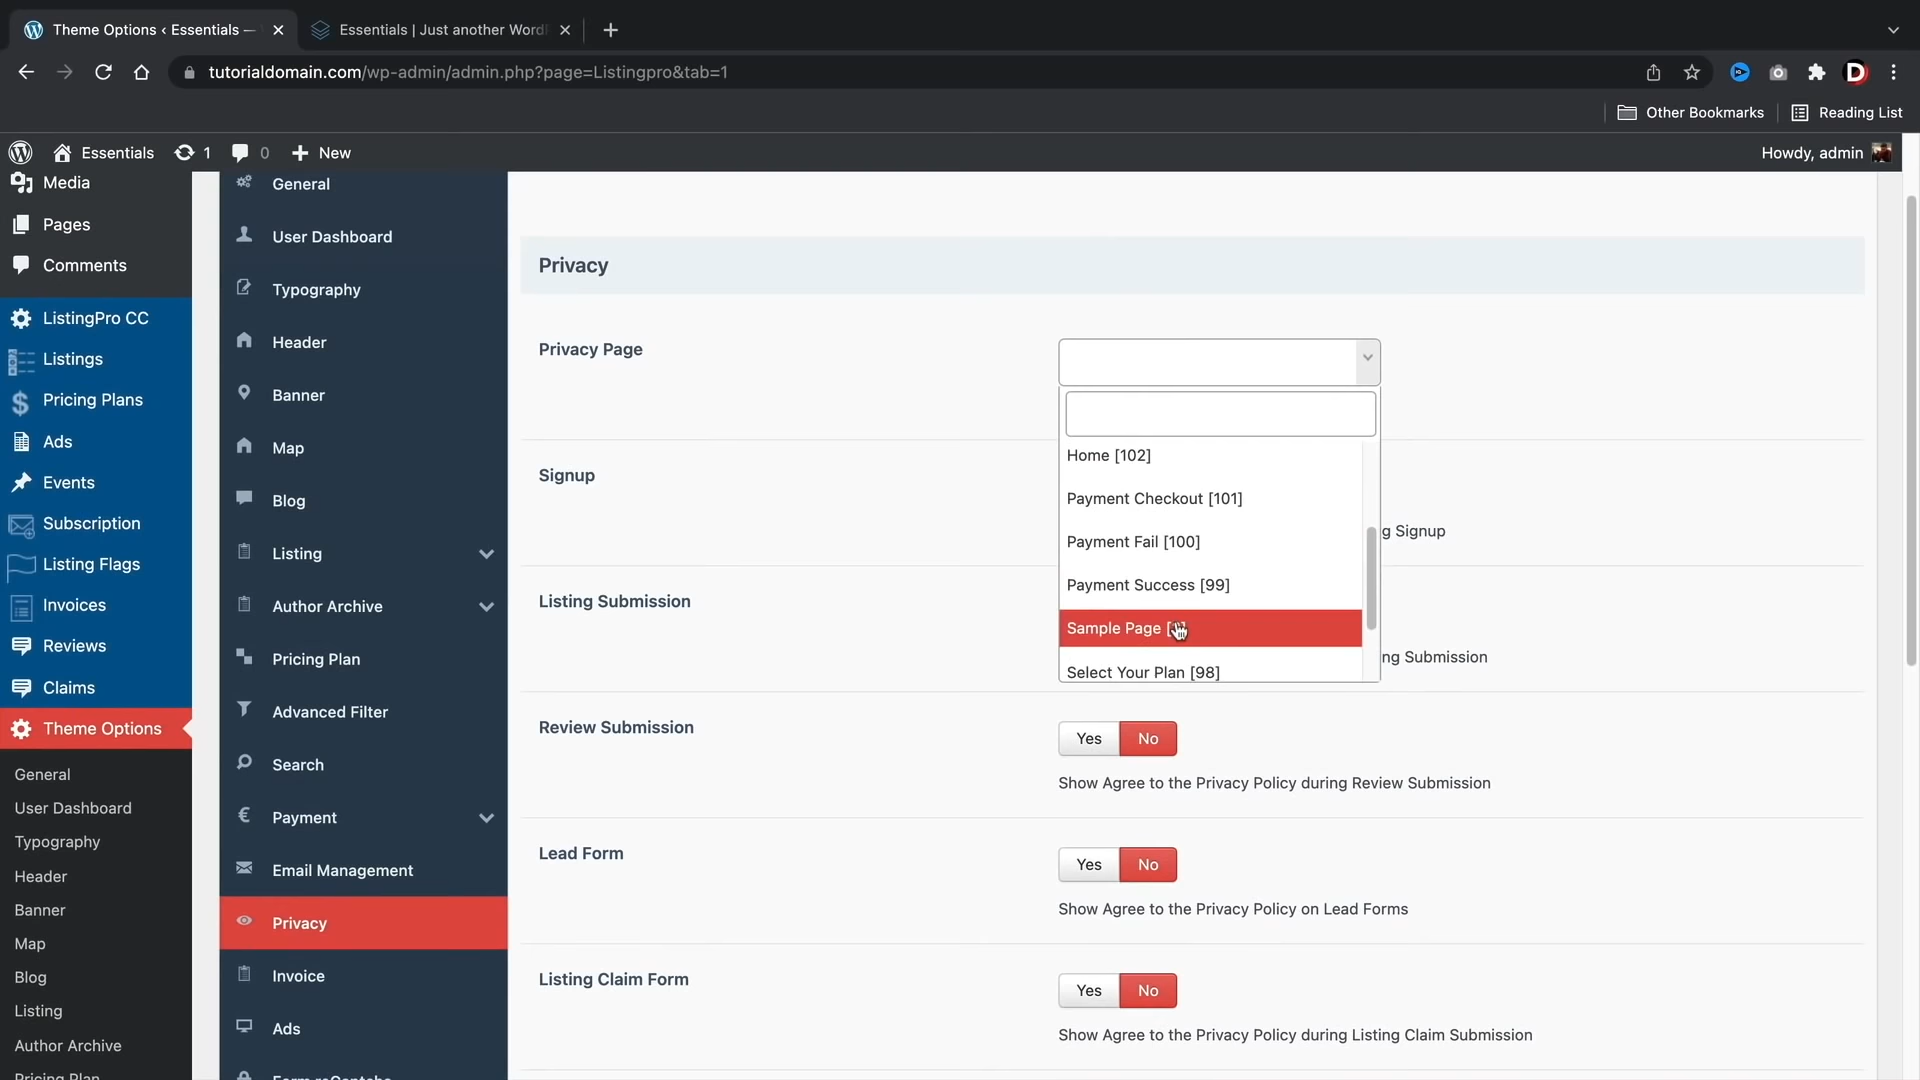 Theme Options ‹ Essentials —
Essentials | Just another Word
tutorialdomain.com/wp-admin/admin.php?page=Listingpro&tab=1
Other Bookmarks
Reading List
Essentials
1
0
New
Howdy, admin
Media
Pages
Comments
ListingPro CC
Listings
Pricing Plans
Ads
Events
Subscription
Listing Flags
Invoices
Reviews
Claims
Theme Options
General
User Dashboard
Typography
Header
Banner
Map
Blog
Listing
Author Archive
Pricing Plan
General
User Dashboard
Typography
Header
Banner
Map
Blog
Listing
Author Archive
Pricing Plan
Advanced Filter
Search
Payment
Email Management
Privacy
Invoice
Ads
Privacy
Privacy Page
Home [102]
Payment Checkout [101]
Payment Fail [100]
Payment Success [99]
Sample Page
Select Your Plan [98]
Signup
g Signup
Listing Submission
ng Submission
Review Submission
Yes No
Show Agree to the Privacy Policy during Review Submission
Lead Form
Yes No
Show Agree to the Privacy Policy on Lead Forms
Listing Claim Form
Yes No
Show Agree to the Privacy Policy during Listing Claim Submission